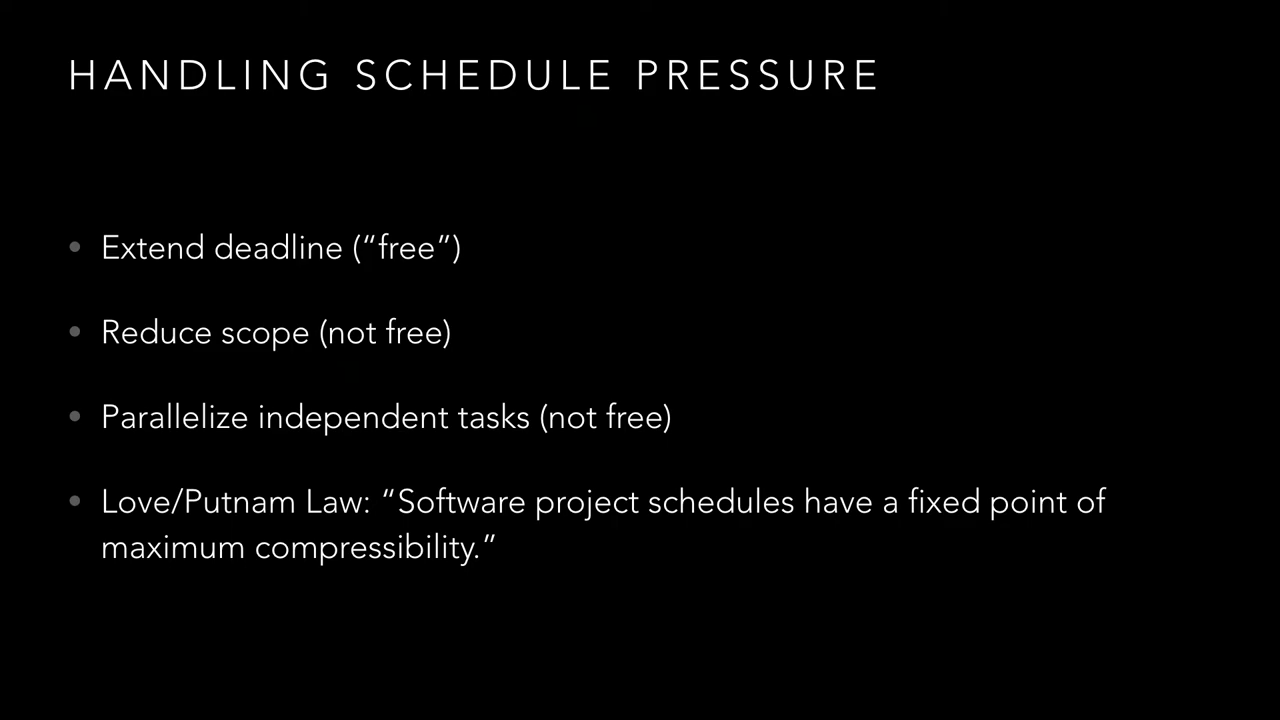 HANDLING SCHEDULE PRESSURE
• Extend deadline (“free”)
• Reduce scope (not free)
• Parallelize independent tasks (not free)
• Love/Putnam Law: “Software project schedules have a fixed point of
maximum compressibility.”